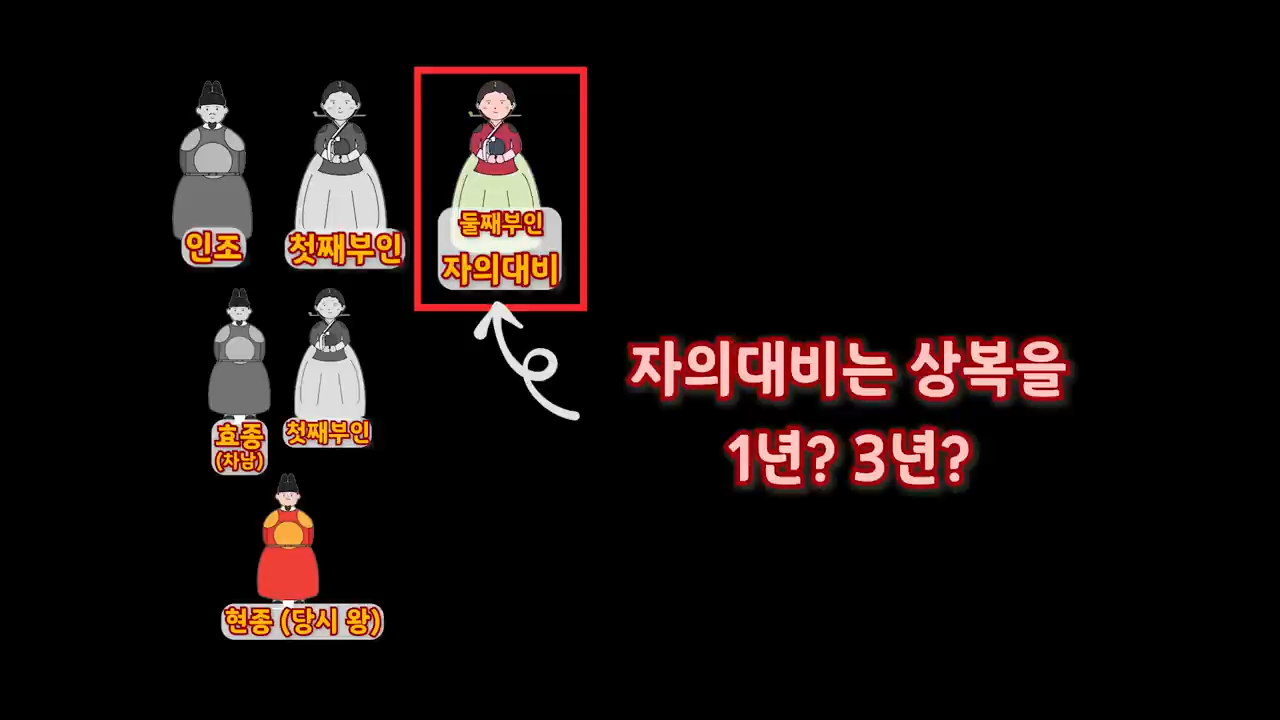 인조
첫째부인
둘째부인
자의대비
효종
(차남)
첫째부인
현종 (당시 왕)
자의대비는 상복을
1년? 3년?